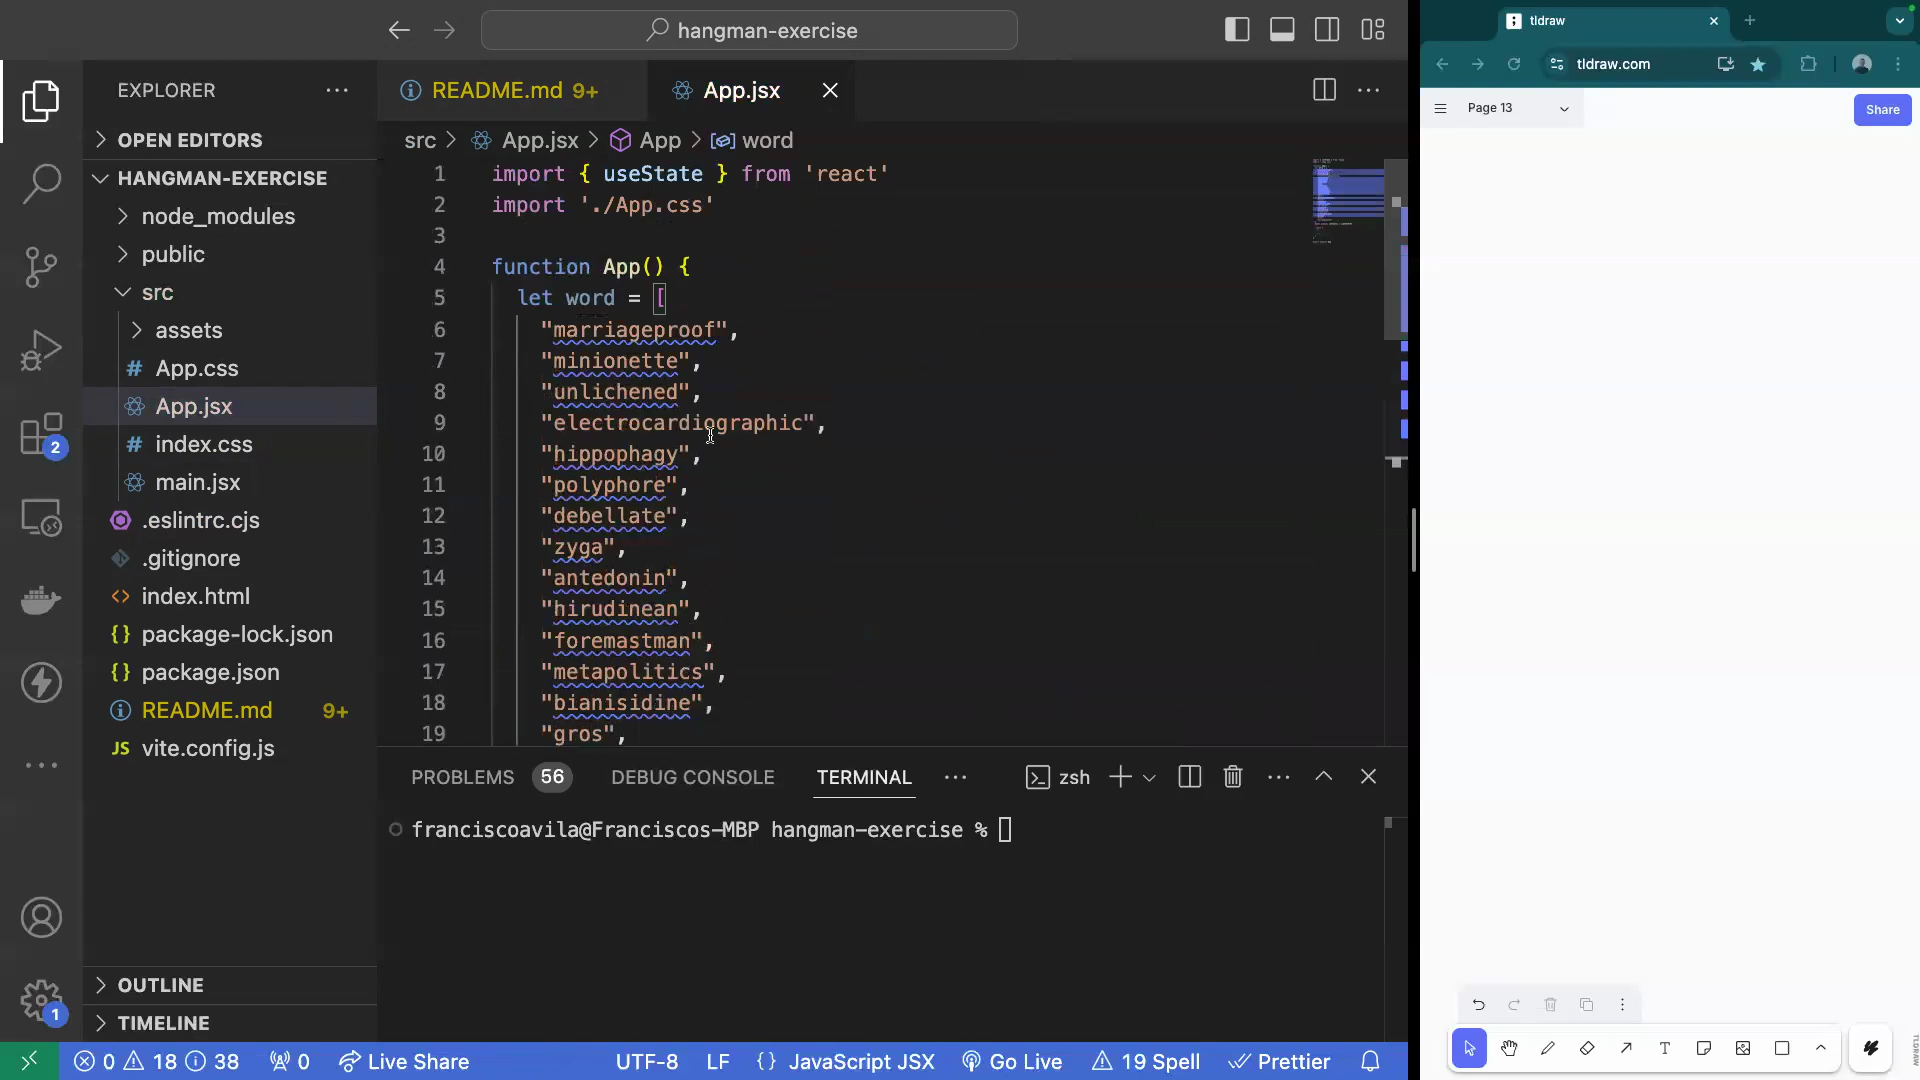 hangman-exercise
EXPLORER
OPEN EDITORS
HANGMAN-EXERCISE
node_modules
public
src
assets
App.css
App.jsx
index.css
main.jsx
.eslintrc.cjs
.gitignore
index.html
package-lock.json
package.json
README.md 9+
vite.config.js
OUTLINE
TIMELINE
2
1
README.md 9+
App.jsx
src > App.jsx > App > word
1 import { useState } from 'react'
2 import './App.css'
3
4 function App() {
5 let word = [
6 "marriageproof",
7 "minionette",
8 "unlichened",
9 "electrocardiographic",
10 "hippophagy",
11 "polyphore",
12 "debellate",
13 "zyga",
14 "antedonin",
15 "hirudinean",
16 "foremastman",
17 "metapolitics",
18 "bianisidine",
19 "gros",
PROBLEMS 56 DEBUG CONSOLE TERMINAL zsh
franciscoavila@Franciscos-MBP hangman-exercise %
0 18 38 0 Live Share UTF-8 LF {} JavaScript JSX Go Live 19 Spell Prettier
tldraw
tldraw.com
Page 13
Share
TLDRAW